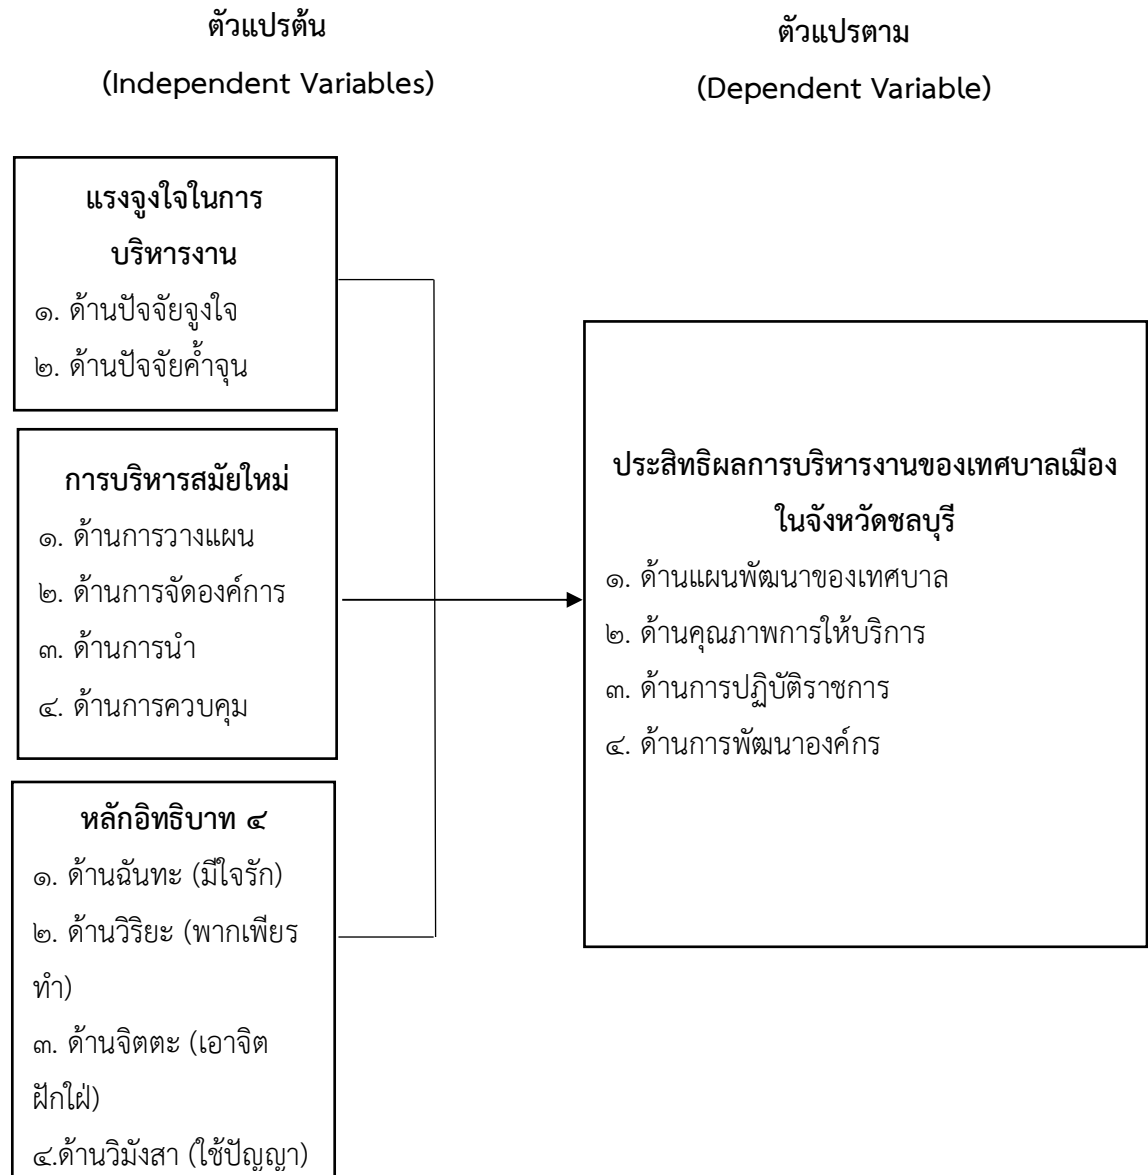 ตัวแปรต้น
(Independent Variables)
ตัวแปรตาม
(Dependent Variable)
แรงจูงใจในการ
บริหารงาน
๑. ด้านปัจจัยจูงใจ
๒. ด้านปัจจัยค้ำจุน
การบริหารสมัยใหม่
๑. ด้านการวางแผน
๒. ด้านการจัดองค์การ
๓. ด้านการนำ
๔. ด้านการควบคุม
หลักอิทธิบาท ๔
๑. ด้านฉันทะ (มีใจรัก)
๒. ด้านวิริยะ (พากเพียร
ทำ)
๓. ด้านจิตตะ (เอาจิต
ฝักใฝ่)
๔.ด้านวิมังสา (ใช้ปัญญา)
ประสิทธิผลการบริหารงานของเทศบาลเมือง
ในจังหวัดชลบุรี
๑. ด้านแผนพัฒนาของเทศบาล
๒. ด้านคุณภาพการให้บริการ
๓. ด้านการปฏิบัติราชการ
๔. ด้านการพัฒนาองค์กร